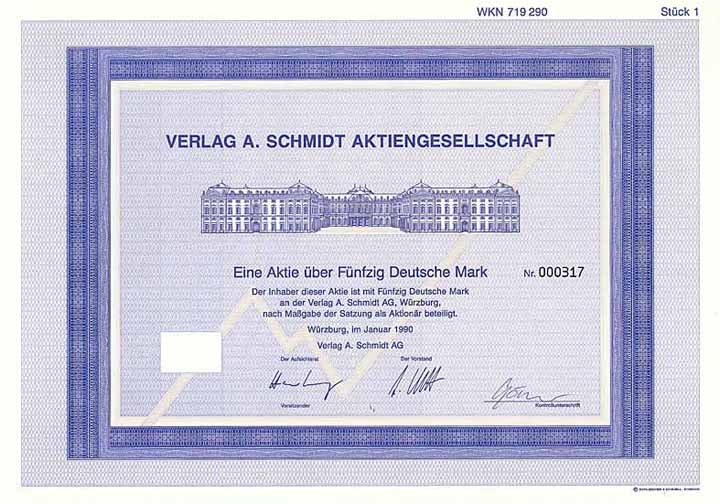 WKN 719 290 Stück 1
VERLAG A. SCHMIDT AKTIENGESELLSCHAFT
Eine Aktie über Fünfzig Deutsche Mark Nr. 000317
Der Inhaber dieser Aktie ist mit Fünfzig Deutsche Mark
an der Verlag A. Schmidt AG, Würzburg,
nach Maßgabe der Satzung als Aktionär beteiligt.
Würzburg, im Januar 1990
Verlag A. Schmidt AG
Der Aufsichtsrat Der Vorstand
Vorsitzender Kontrollunterschrift